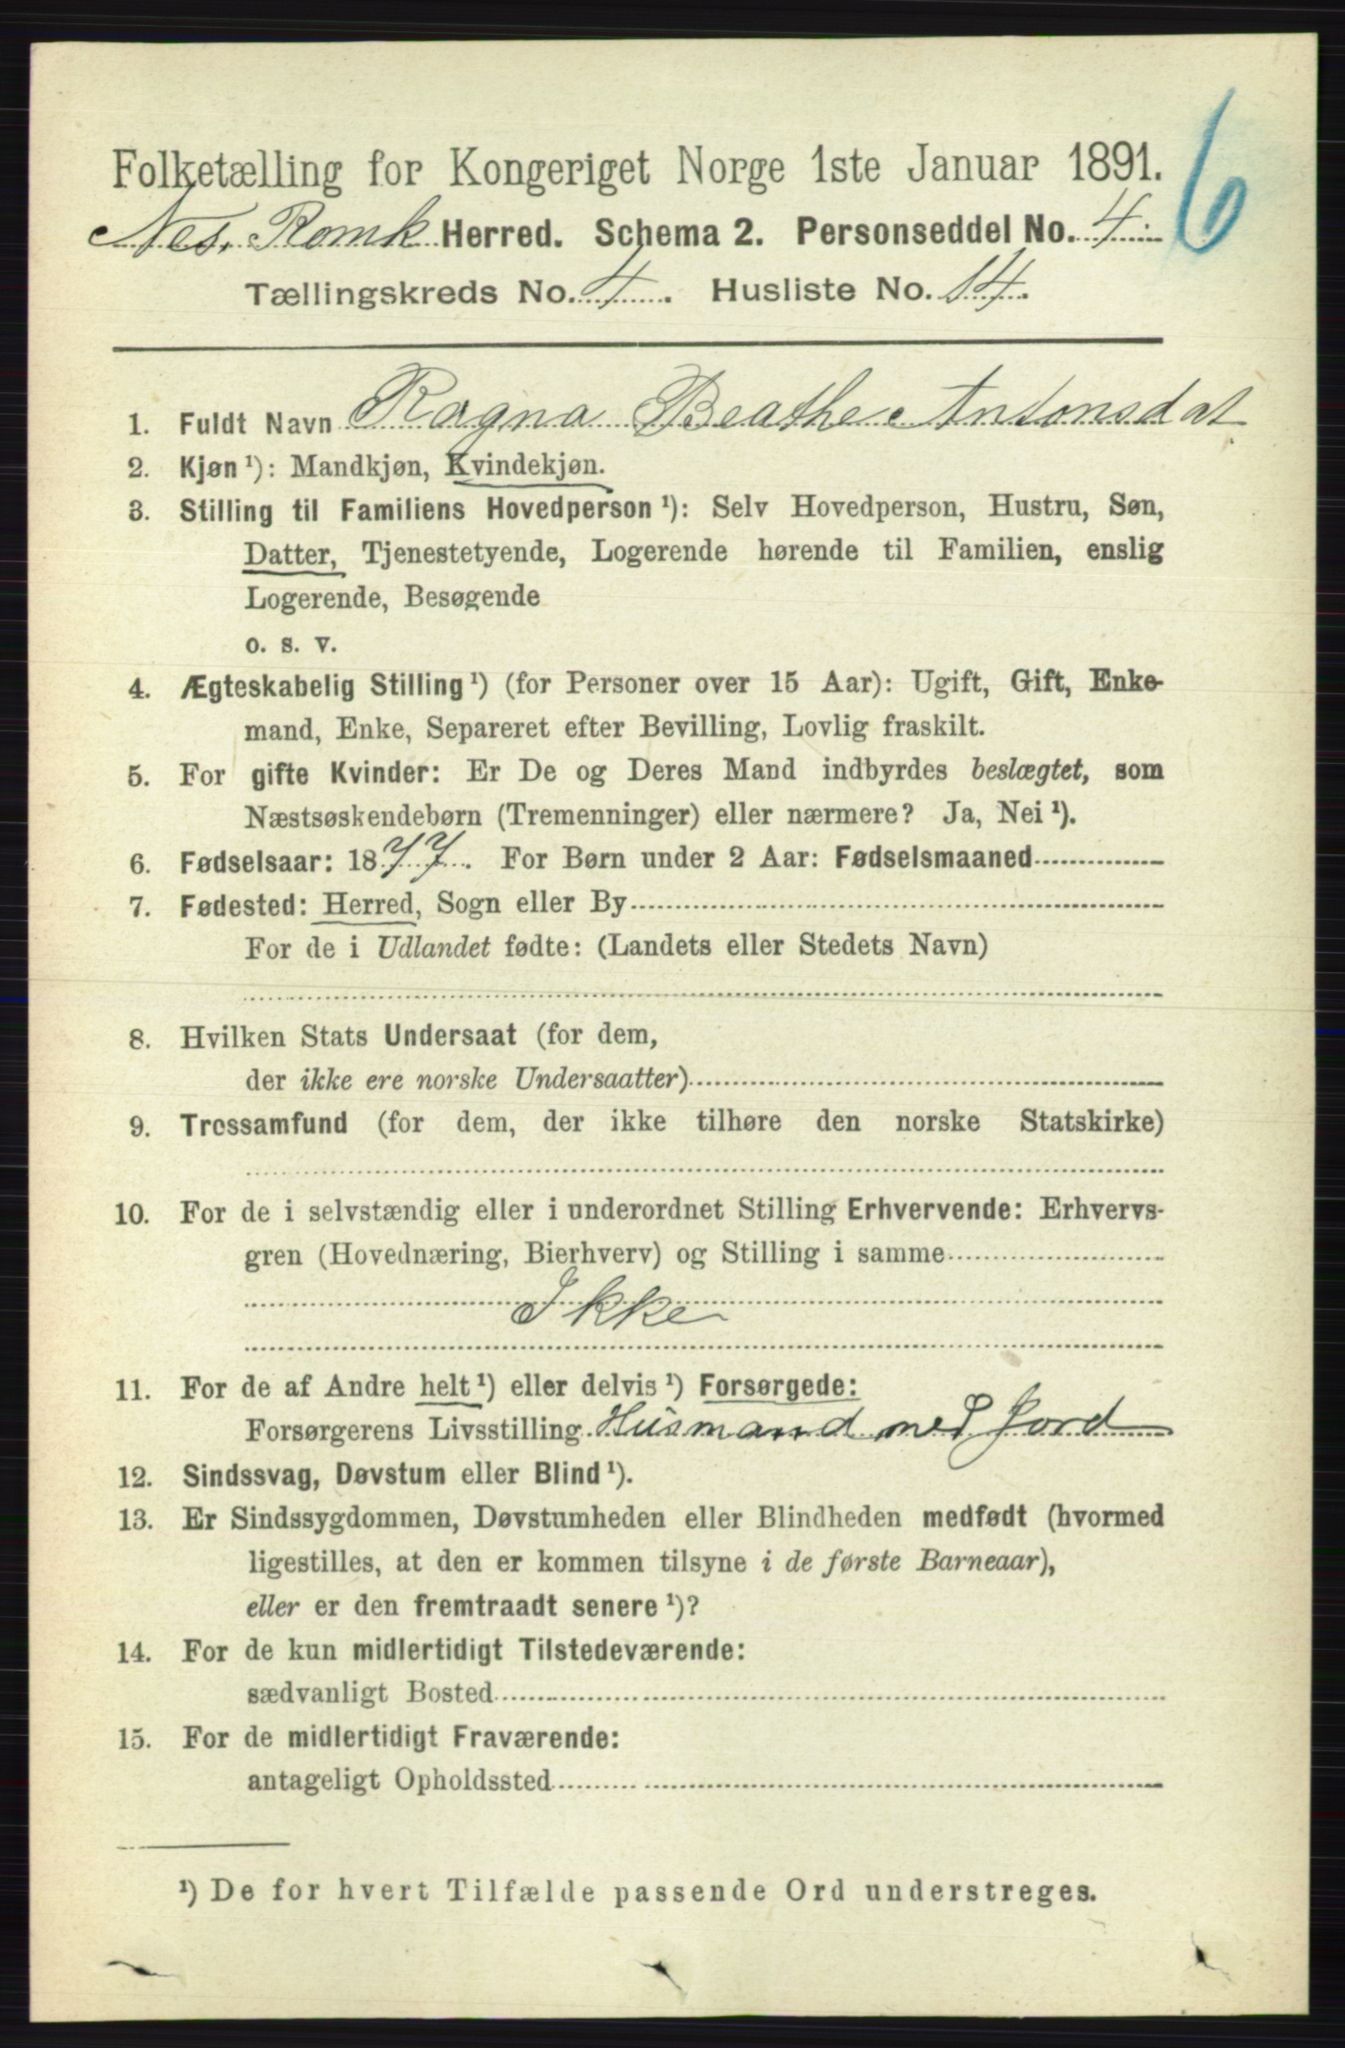 6
Folketælling for Kongeriget Norge 1ste Januar 1891.
Nes, Romk Herred. Schema 2. Personseddel No. 4
Tællingskreds No. 4. Husliste No. 14.
1. Fuldt Navn Ragna Beathe Antonsdat
2. Kjøn ¹): Mandkjøn, Kvindekjøn.
3. Stilling til Familiens Hovedperson ¹): Selv Hovedperson, Hustru, Søn,
Datter, Tjenestetyende, Logerende hørende til Familien, enslig
Logerende, Besøgende
o. s. v.
4. Ægteskabelig Stilling ¹) (for Personer over 15 Aar): Ugift, Gift, Enke-
mand, Enke, Separeret efter Bevilling, Lovlig fraskilt.
5. For gifte Kvinder: Er De og Deres Mand indbyrdes beslægtet, som
Næstsøskendebørn (Tremenninger) eller nærmere? Ja, Nei ¹).
6. Fødselsaar: 1877. For Børn under 2 Aar: Fødselsmaaned
7. Fødested: Herred, Sogn eller By
For de i Udlandet fødte: (Landets eller Stedets Navn)
8. Hvilken Stats Undersaat (for dem,
der ikke ere norske Undersaatter)
9. Trossamfund (for dem, der ikke tilhøre den norske Statskirke)
10. For de i selvstændig eller i underordnet Stilling Erhvervende: Erhvervs-
gren (Hovednæring, Bierhverv) og Stilling i samme
Ikke
11. For de af Andre helt ¹) eller delvis ¹) Forsørgede:
Forsørgerens Livsstilling Husmand med Jord
12. Sindssvag, Døvstum eller Blind ¹).
13. Er Sindssygdommen, Døvstumheden eller Blindheden medfødt (hvormed
ligestilles, at den er kommen tilsyne i de første Barneaar),
eller er den fremtraadt senere ¹)?
14. For de kun midlertidigt Tilstedeværende:
sædvanligt Bosted
15. For de midlertidigt Fraværende:
antageligt Opholdssted
¹) De for hvert Tilfælde passende Ord understreges.